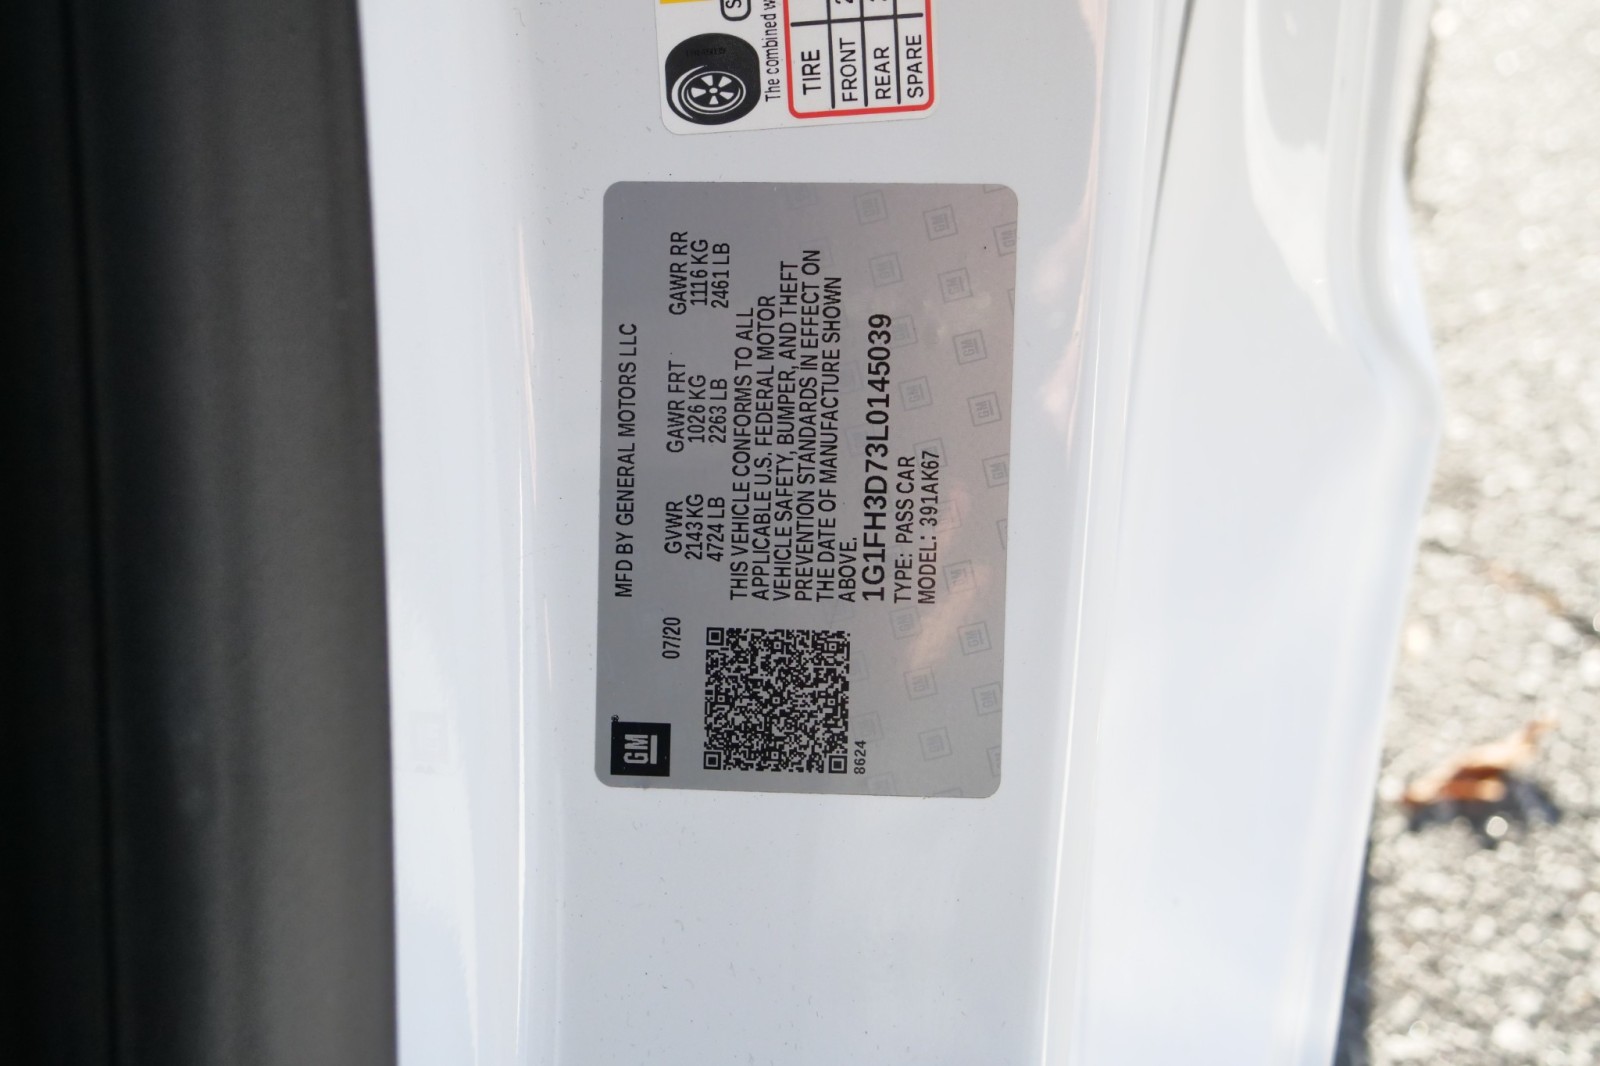 MFD BY GENERAL MOTORS LLC
07/20
GVWR GAWR FRT GAWR RR
2143 KG 1026 KG 1116 KG
4724 LB 2263 LB 2461 LB
THIS VEHICLE CONFORMS TO ALL
APPLICABLE U.S. FEDERAL MOTOR
VEHICLE SAFETY, BUMPER, AND THEFT
PREVENTION STANDARDS IN EFFECT ON
THE DATE OF MANUFACTURE SHOWN
ABOVE.
1G1FH3D73L0145039
TYPE: PASS CAR
MODEL: 391AK67
GM
8624
The combined
TIRE
FRONT
REAR
SPARE